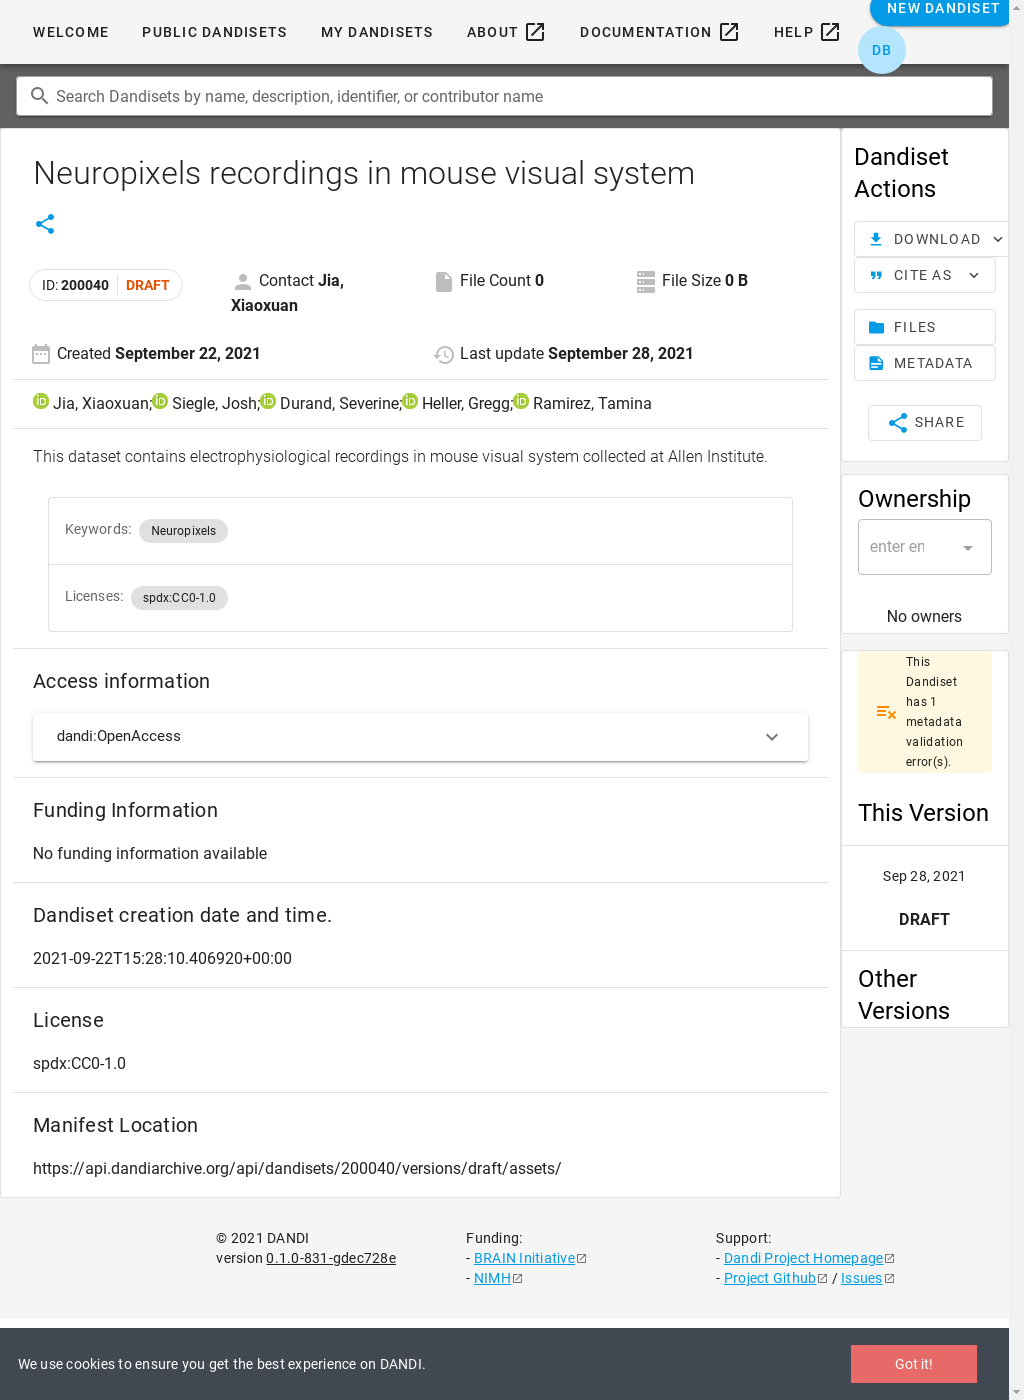 WELCOME
PUBLIC DANDISETS
MY DANDISETS
ABOUT
DOCUMENTATION
HELP
NEW DANDISET
DB
Search Dandisets by name, description, identifier, or contributor name
Neuropixels recordings in mouse visual system
ID: 200040 DRAFT
Contact Jia,
Xiaoxuan
File Count 0
File Size 0 B
Created September 22, 2021
Last update September 28, 2021
Jia, Xiaoxuan; Siegle, Josh; Durand, Severine; Heller, Gregg; Ramirez, Tamina
This dataset contains electrophysiological recordings in mouse visual system collected at Allen Institute.
Keywords: Neuropixels
Licenses: spdx:CC0-1.0
Access information
dandi:OpenAccess
Funding Information
No funding information available
Dandiset creation date and time.
2021-09-22T15:28:10.406920+00:00
License
spdx:CC0-1.0
Manifest Location
https://api.dandiarchive.org/api/dandisets/200040/versions/draft/assets/
Dandiset
Actions
DOWNLOAD
CITE AS
FILES
METADATA
SHARE
Ownership
enter en
No owners
This
Dandiset
has 1
metadata
validation
error(s).
This Version
Sep 28, 2021
DRAFT
Other
Versions
© 2021 DANDI
version 0.1.0-831-gdec728e
Funding:
- BRAIN Initiative
- NIMH
Support:
- Dandi Project Homepage
- Project Github / Issues
We use cookies to ensure you get the best experience on DANDI.
Got it!